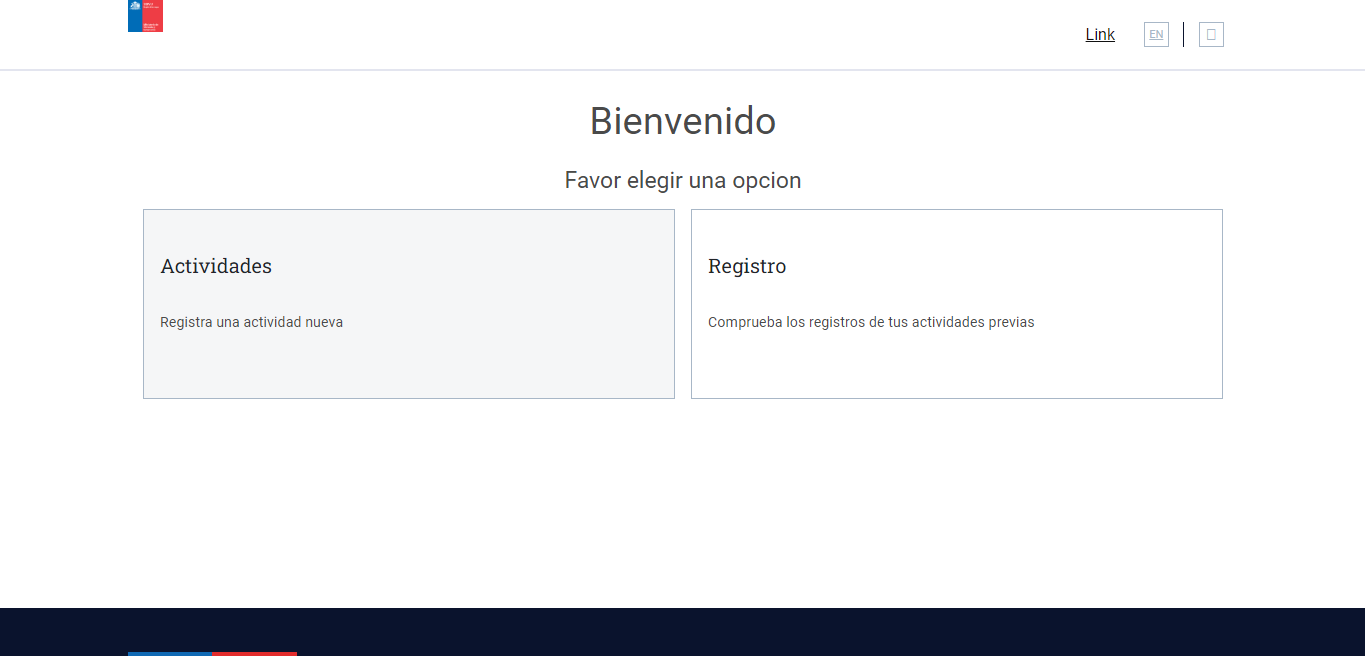 Link
EN
Bienvenido
Favor elegir una opcion
Actividades
Registra una actividad nueva
Registro
Comprueba los registros de tus actividades previas